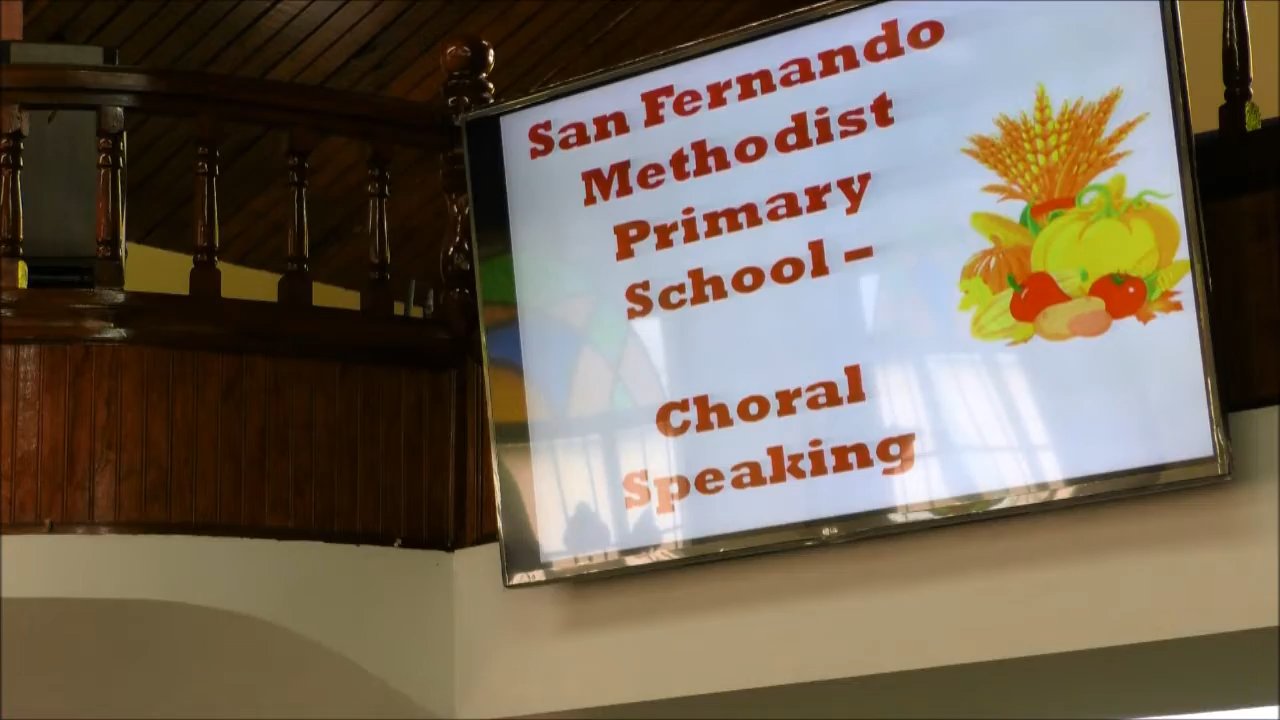 San Fernando
Methodist
Primary
School –
Choral
Speaking